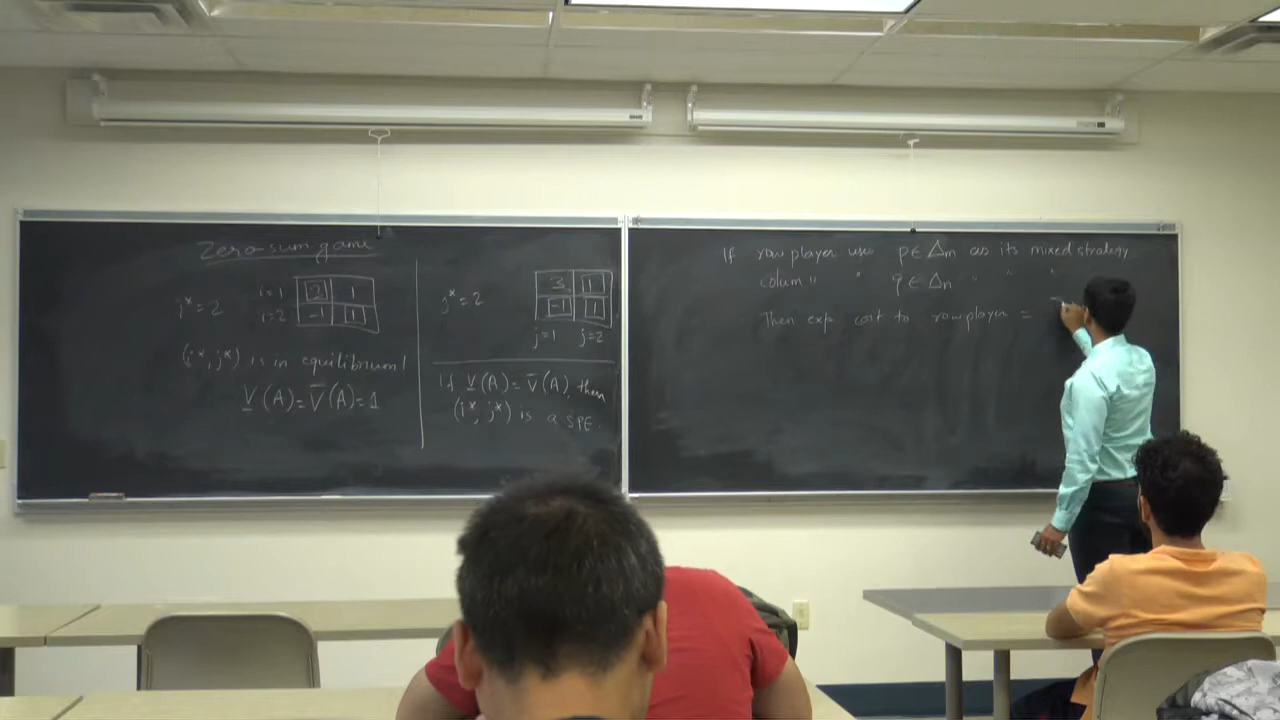 Zero-sum game
j*=2
i=1 2 1
i=2 -1 1
(i*, j*) is in equilibrium!
V(A)=V̄(A)=1
j*=2
3 1
-1 1
j=1 j=2
If V(A)=V̄(A), then
(i*, j*) is a SPE.
If row player uses p∈Δm as its mixed strategy
colum " " q∈Δn " " "
Then exp cost to row player =